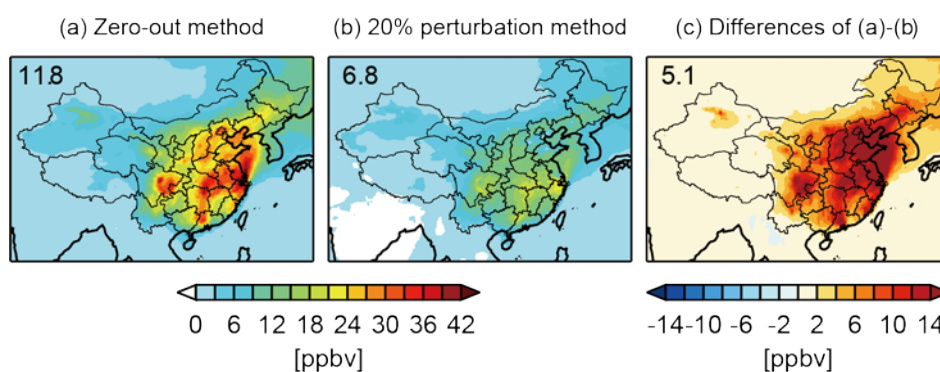 (a) Zero-out method (b) 20% perturbation method (c) Differences of (a)-(b)
11.8 6.8 5.1
0 6 12 18 24 30 36 42 -14 -10 -6 -2 2 6 10 14
[ppbv] [ppbv]